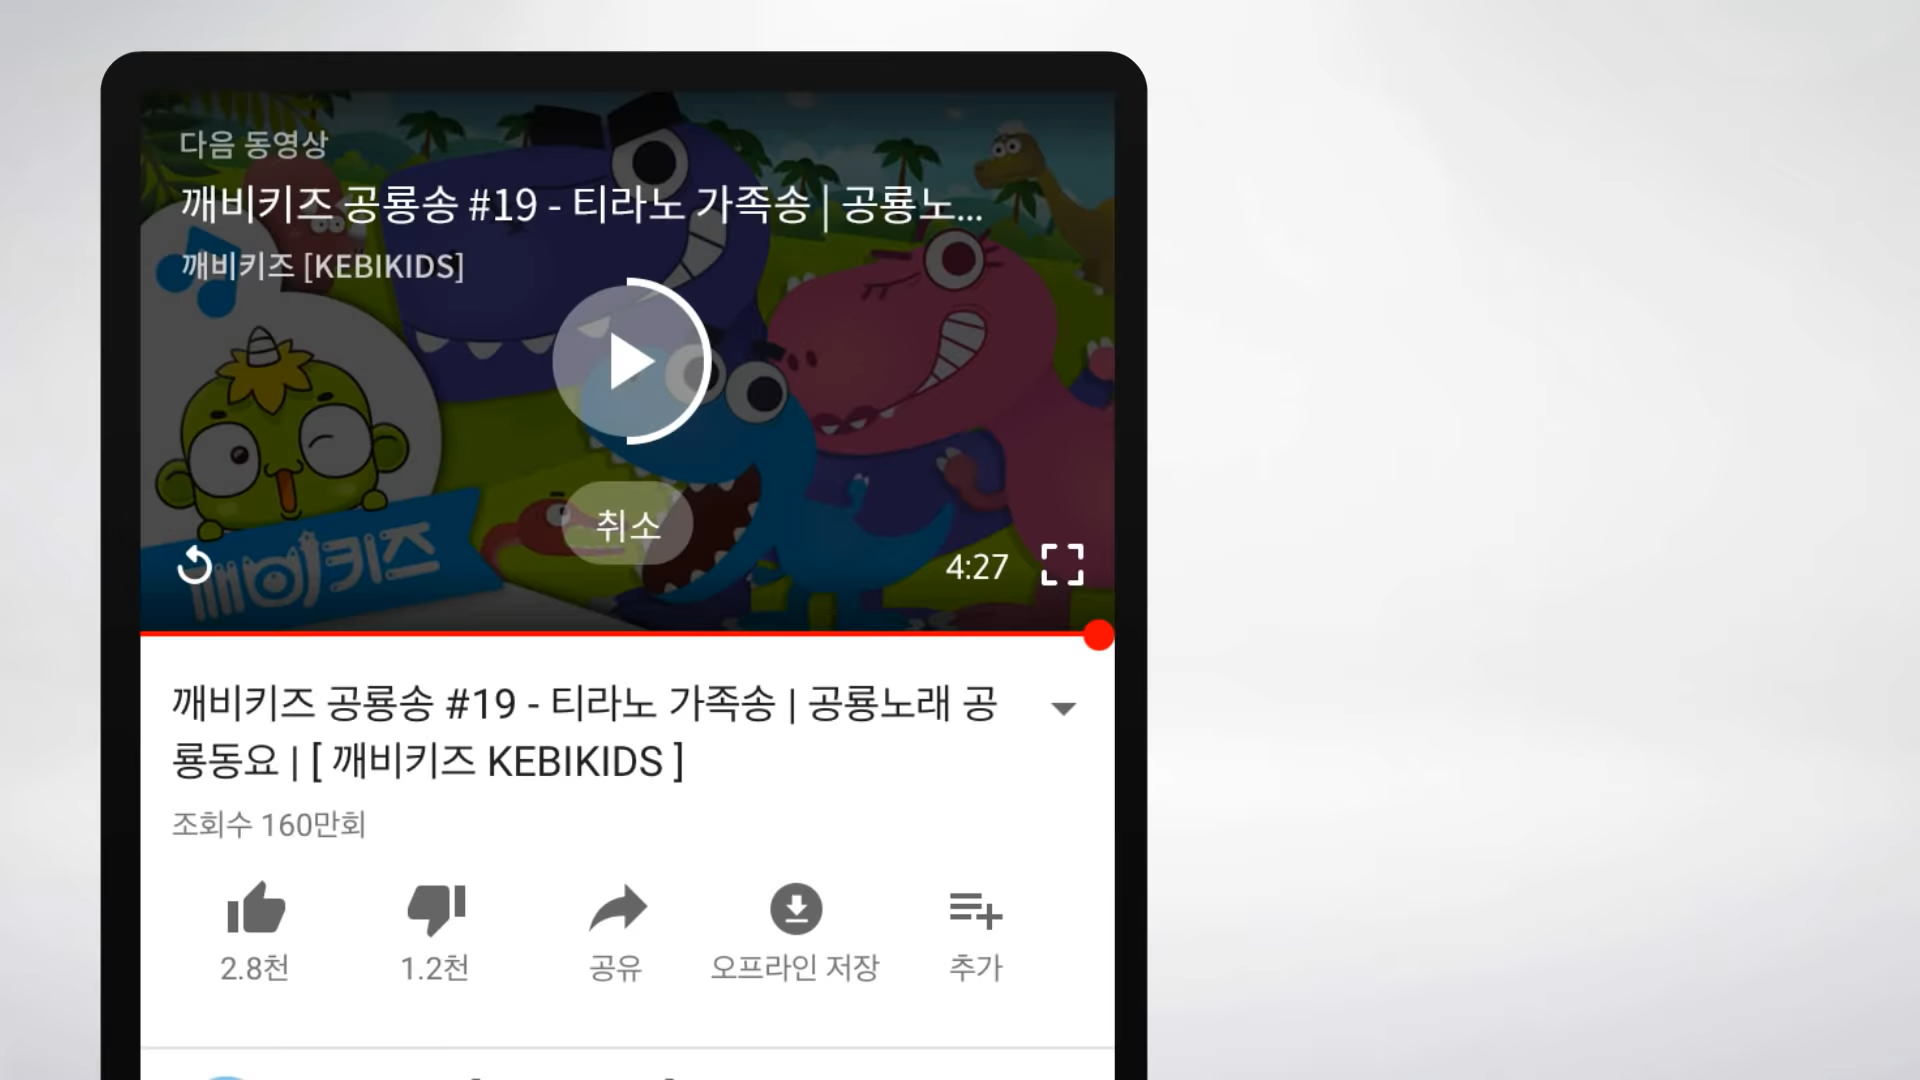 다음 동영상
깨비키즈 공룡송 #19 - 티라노 가족송 | 공룡노...
깨비키즈 [KEBIKIDS]
취소
깨비키즈
4:27
깨비키즈 공룡송 #19 - 티라노 가족송 | 공룡노래 공
룡동요 | [ 깨비키즈 KEBIKIDS ]
조회수 160만회
2.8천
1.2천
공유
오프라인 저장
추가